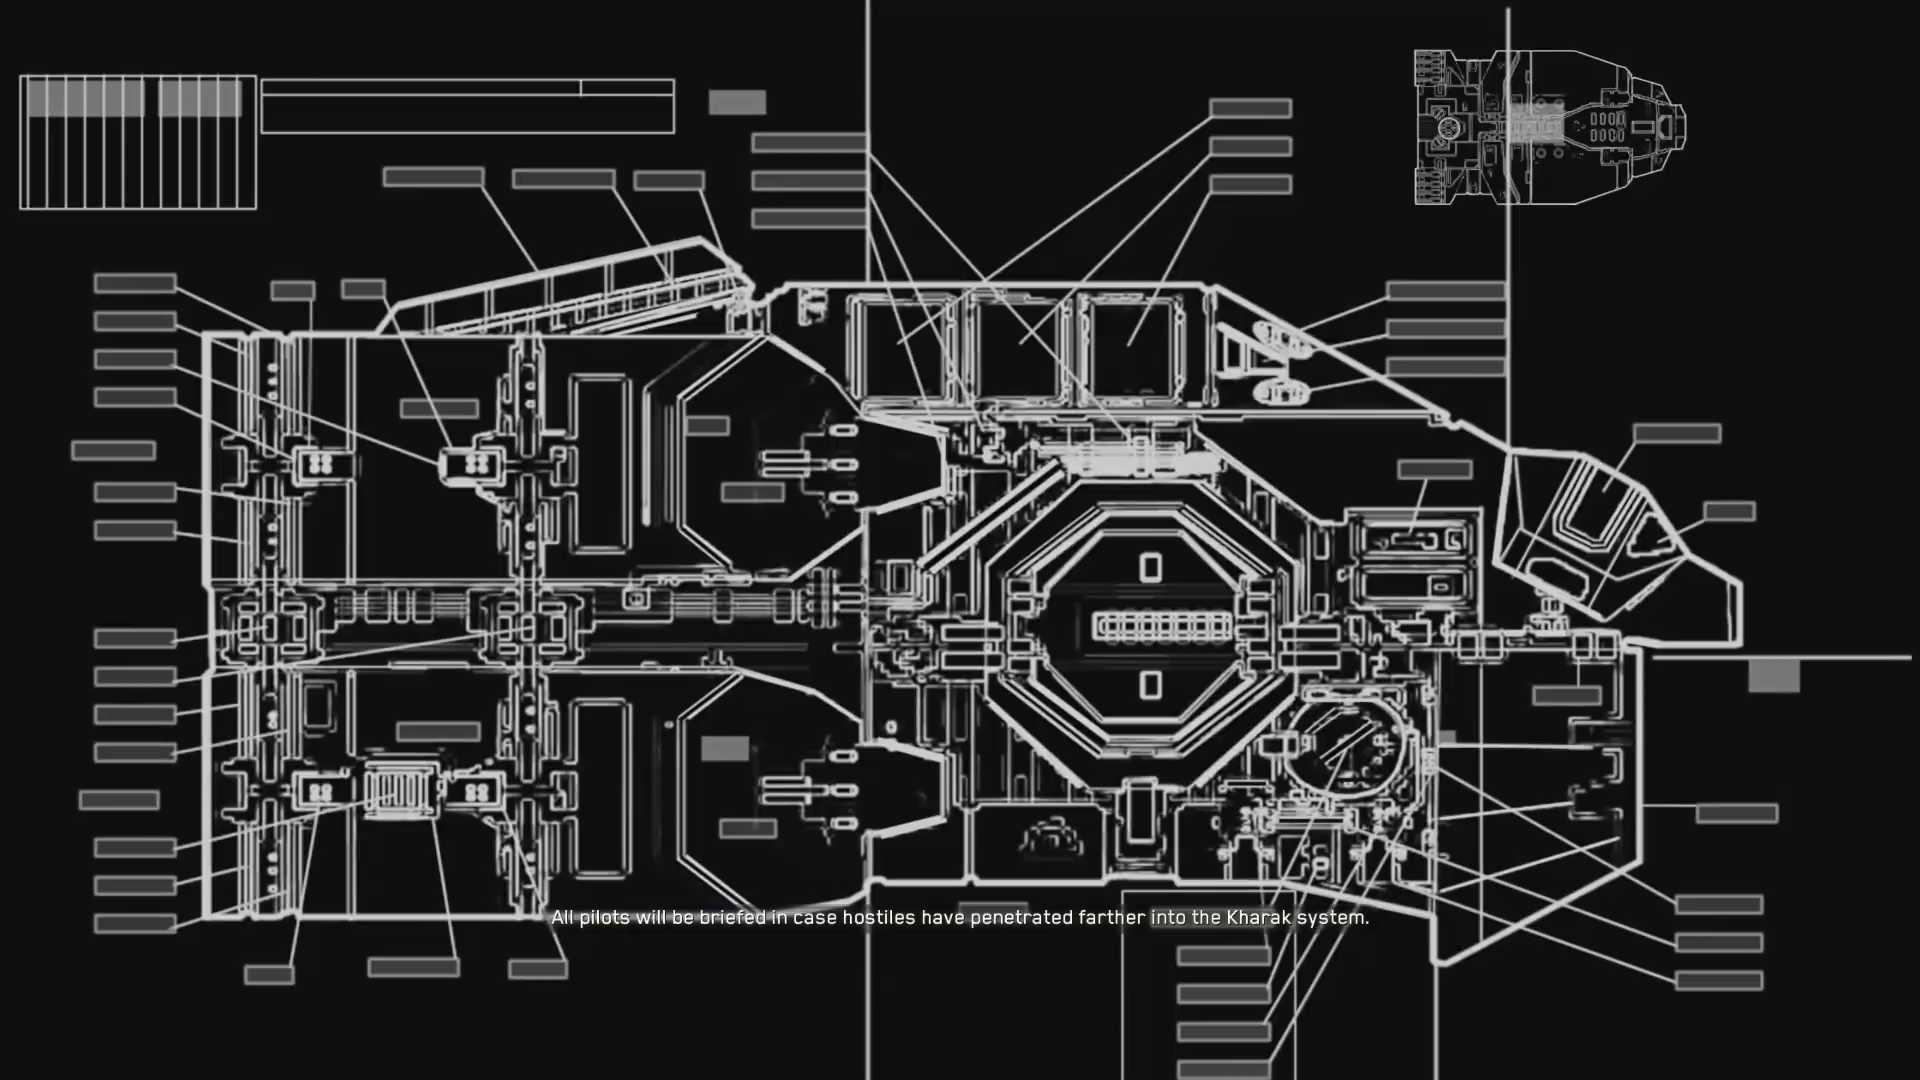 All pilots will be briefed in case hostiles have penetrated farther into the Kharak system.